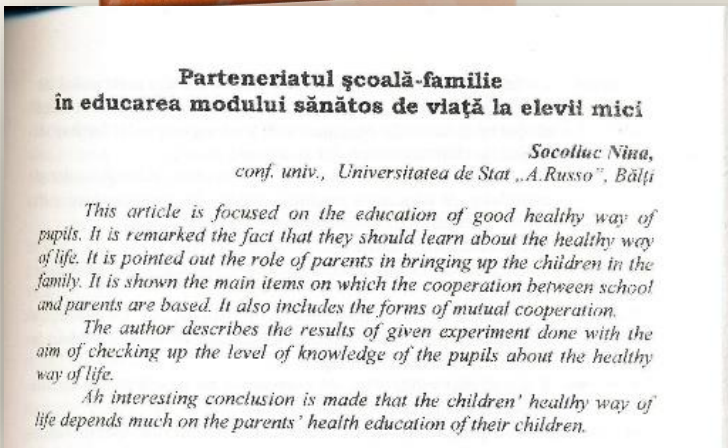 Parteneriatul școală-familie
în educarea modului sănătos de viață la elevii mici
Socoliuc Nina,
conf. univ., Universitatea de Stat „A.Russo”, Bălți
This article is focused on the education of good healthy way of
pupils. It is remarked the fact that they should learn about the healthy way
of life. It is pointed out the role of parents in bringing up the children in the
family. It is shown the main items on which the cooperation between school
and parents are based. It also includes the forms of mutual cooperation.
The author describes the results of given experiment done with the
aim of checking up the level of knowledge of the pupils about the healthy
way of life.
Ah interesting conclusion is made that the children' healthy way of
life depends much on the parents' health education of their children.